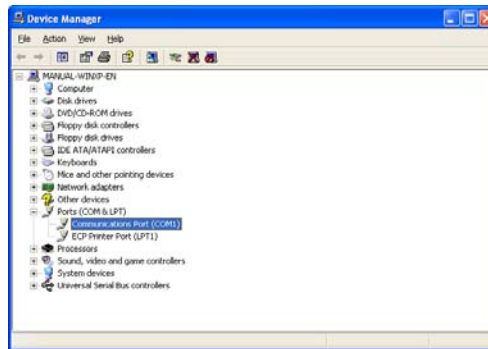 Device Manager
File Action View Help
MANUAL-WINXP-EN
Computer
Disk drives
DVD/CD-ROM drives
Floppy disk controllers
Floppy disk drives
IDE ATA/ATAPI controllers
Keyboards
Mice and other pointing devices
Network adapters
Other devices
Ports (COM & LPT)
Communications Port (COM1)
ECP Printer Port (LPT1)
Processors
Sound, video and game controllers
System devices
Universal Serial Bus controllers